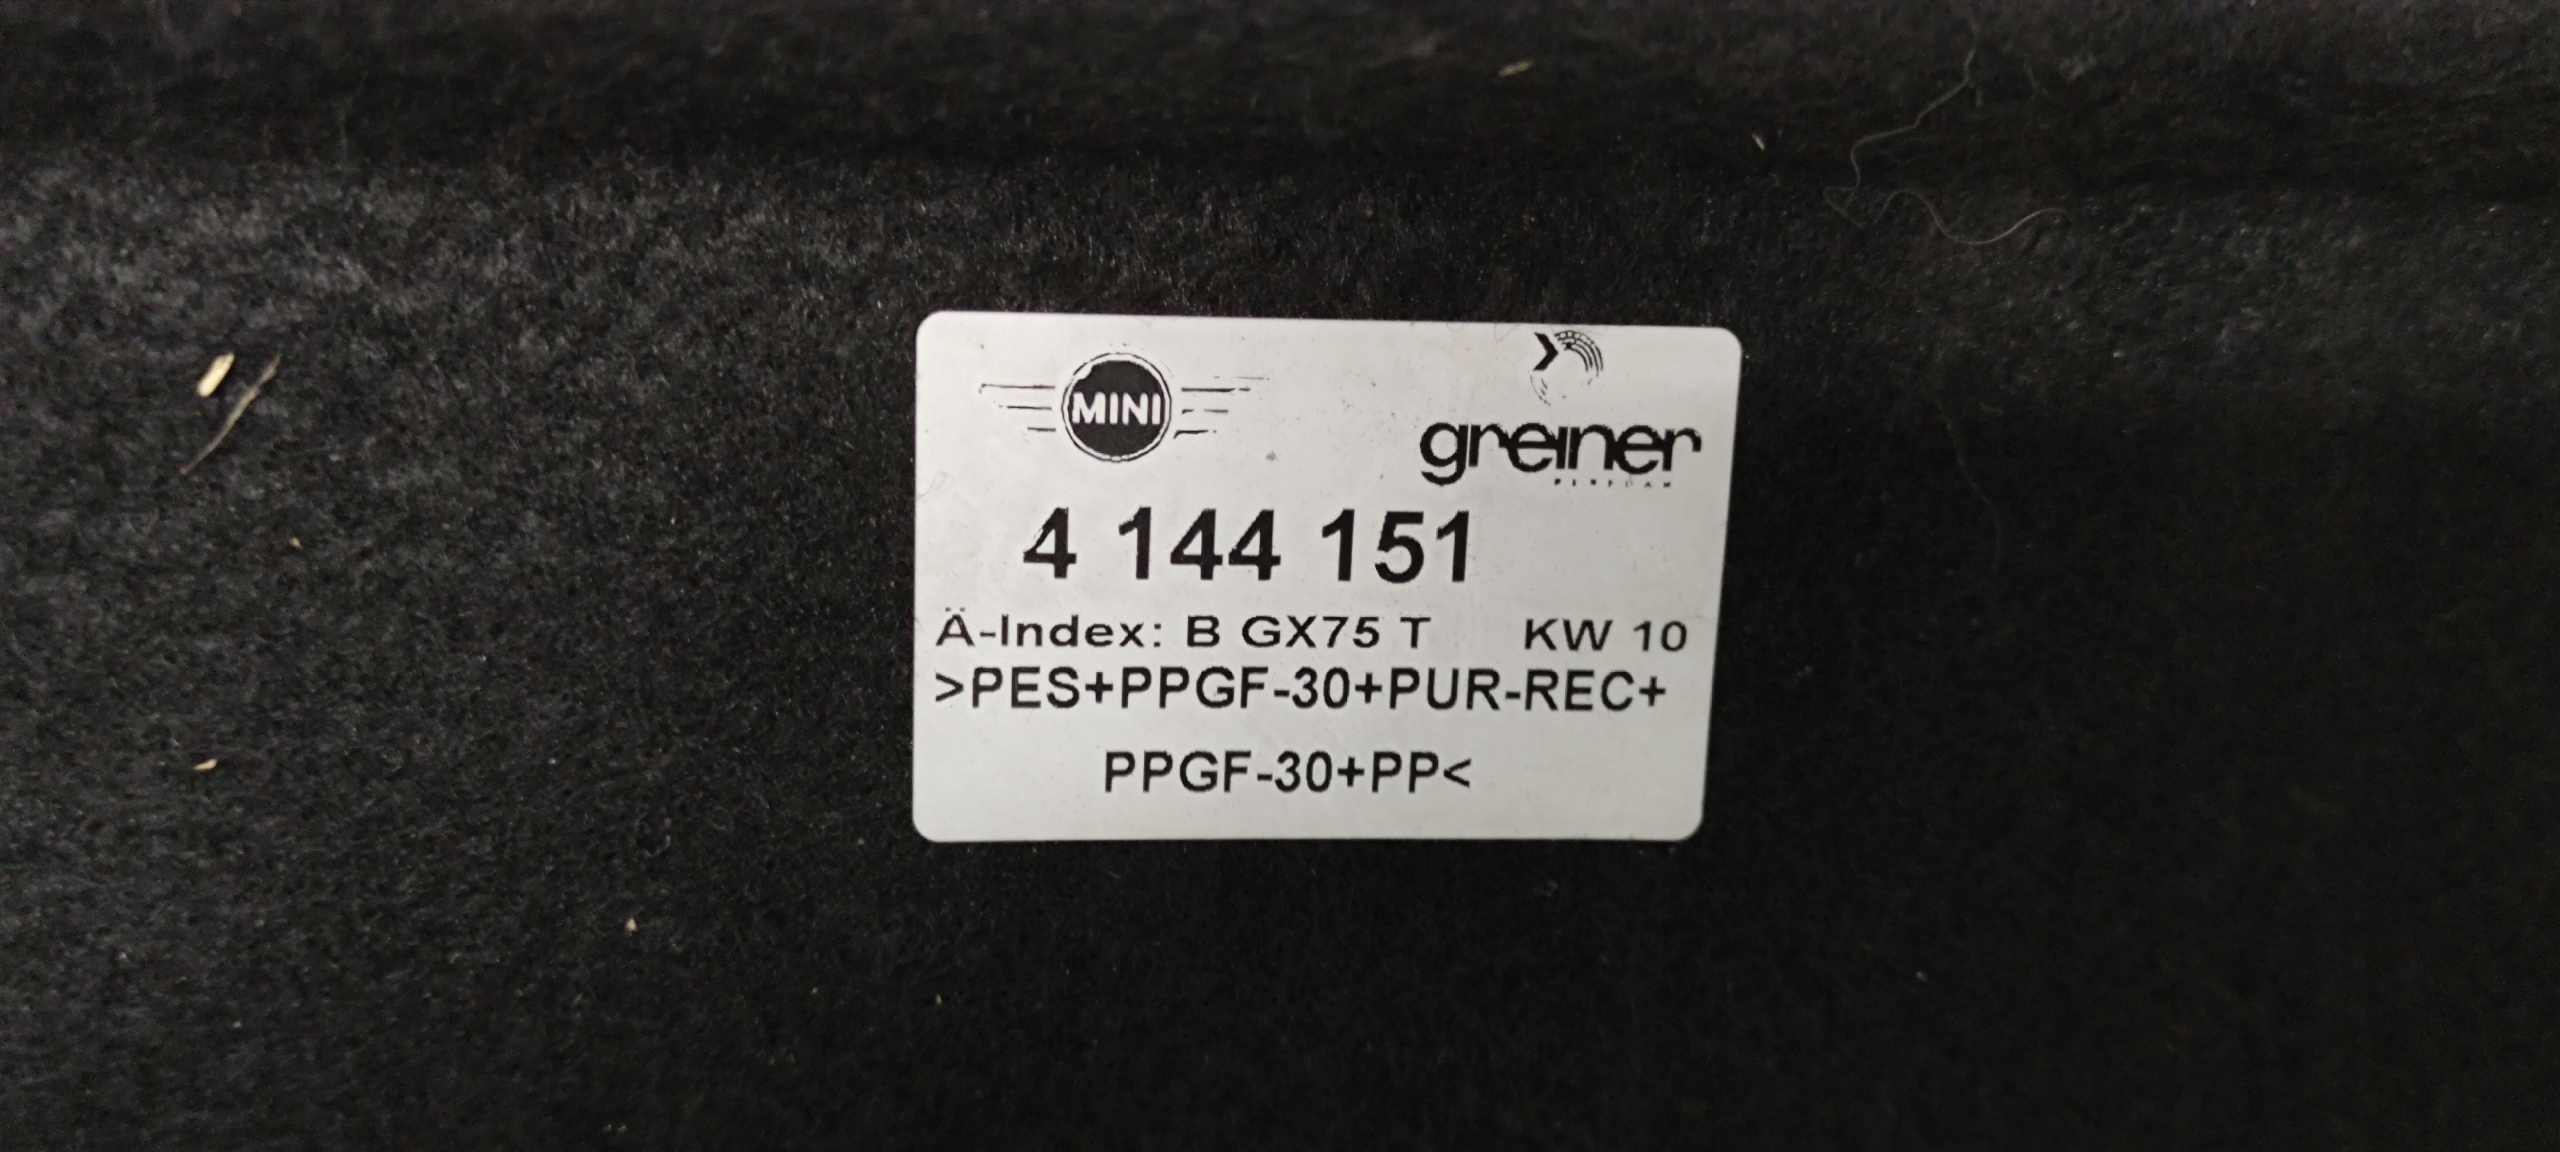 MINI
greiner
4 144 151
Ä-Index: B GX75 T KW 10
>PES+PPGF-30+PUR-REC+
PPGF-30+PP<